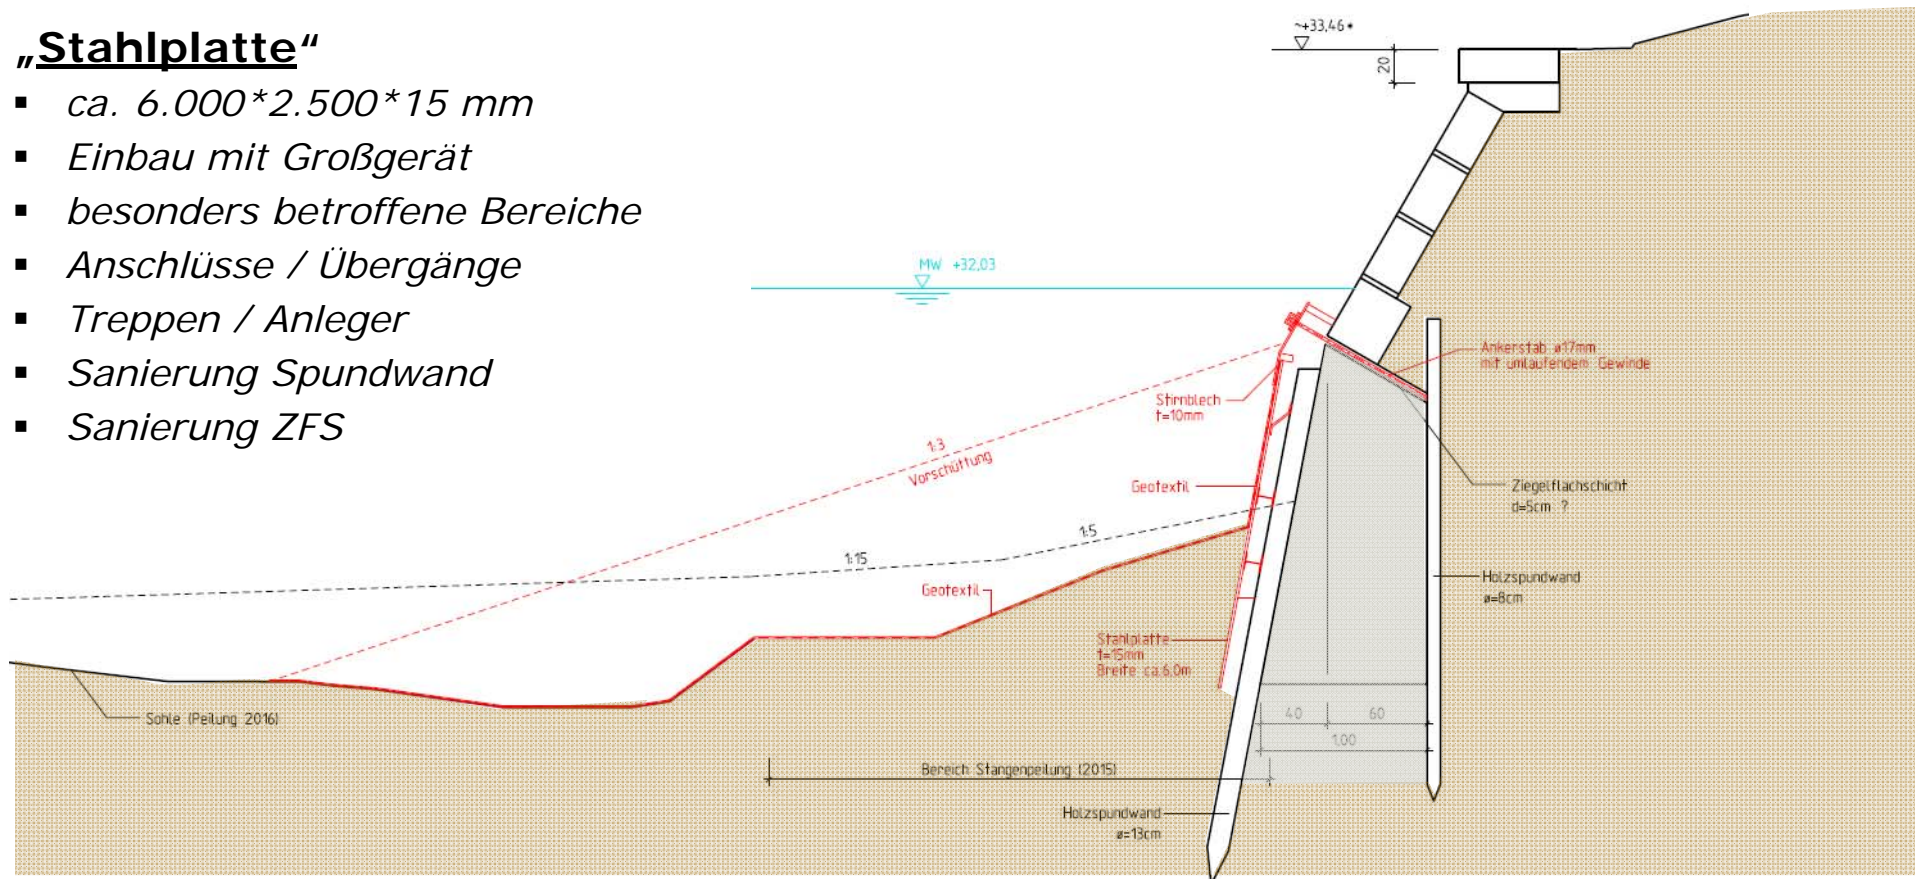 „Stahlplatte“
▪ ca. 6.000*2.500*15 mm
▪ Einbau mit Großgerät
▪ besonders betroffene Bereiche
▪ Anschlüsse / Übergänge
▪ Treppen / Anleger
▪ Sanierung Spundwand
▪ Sanierung ZFS
~+33,46*
20
MW +32,03
Ankerstab ø17mm
mit umlaufendem Gewinde
Stirnblech
t=10mm
1:3
Vorschüttung
Geotextil
Ziegelflachschicht
d=5cm ?
1:5
1:15
Geotextil
Holzspundwand
ø=8cm
Stahlplatte
t=15mm
Breite ca.6,0m
Sohle (Peilung 2016)
40
60
1,00
Bereich Stangenpeilung (2015)
Holzspundwand
ø=13cm